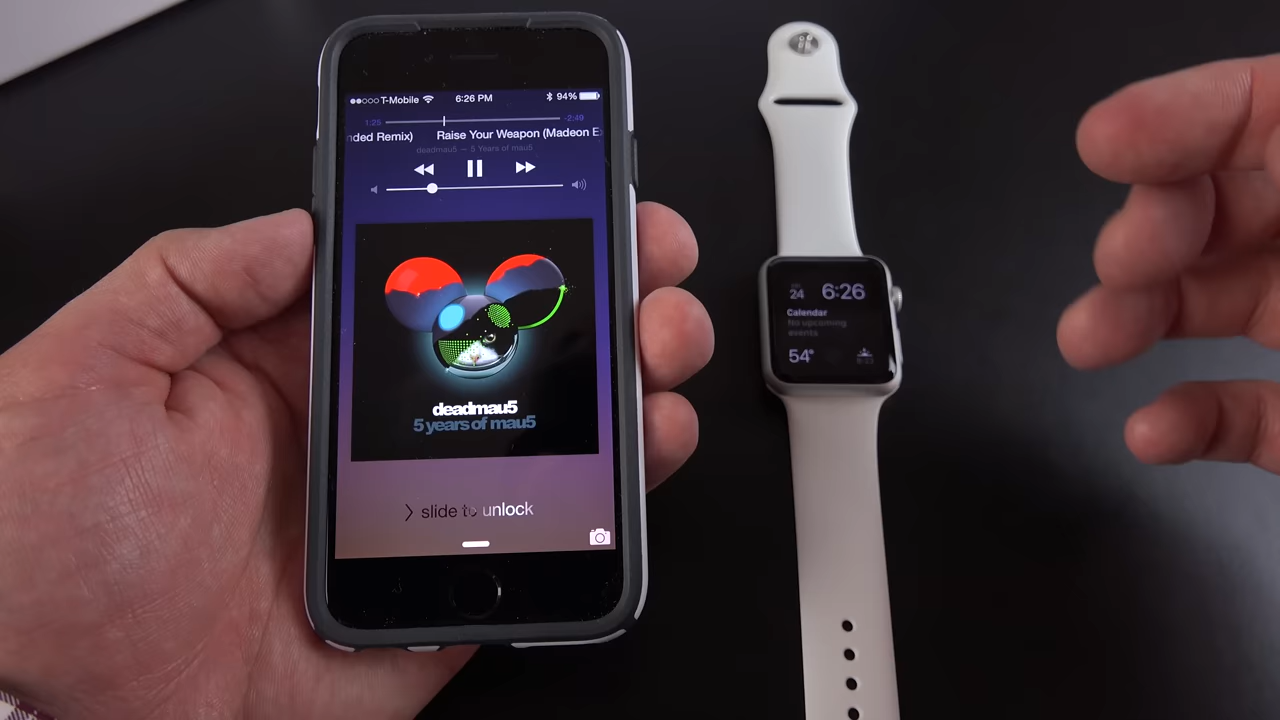 T-Mobile 6:26 PM 94%
1:25 -2:49
nded Remix) Raise Your Weapon (Madeon E
deadmau5 — 5 Years of mau5
deadmau5
5 years of mau5
slide to unlock
24 6:26
Calendar
No upcoming
events
54°